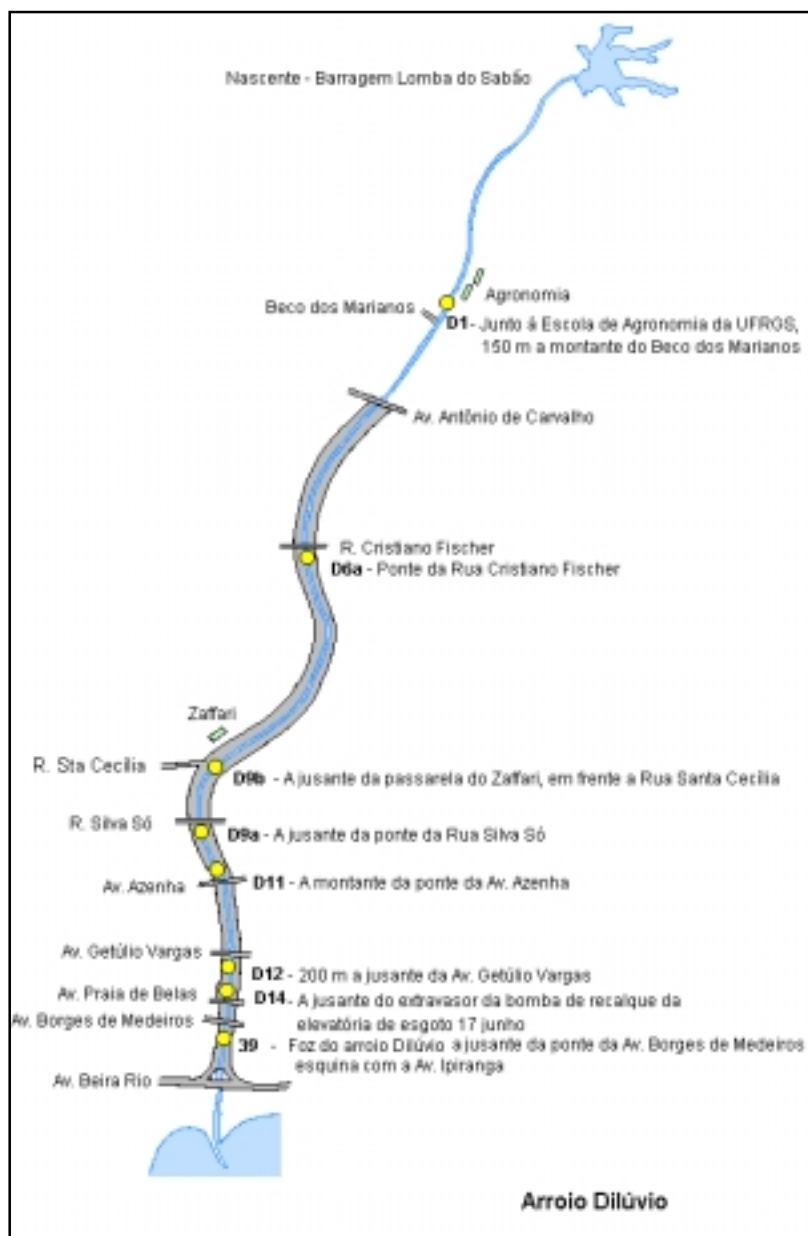 Nascente - Barragem Lomba do Sabão
Agronomia
Beco dos Marianos
D1 - Junto á Escola de Agronomia da UFRGS,
150 m a montante do Beco dos Marianos
Av. Antônio de Carvalho
R. Cristiano Fischer
D6a - Ponte da Rua Cristiano Fischer
Zaffari
R. Sta Cecília
D9b - A jusante da passarela do Zaffari, em frente a Rua Santa Cecília
R. Silva Só
D9a - A jusante da ponte da Rua Silva Só
Av. Azenha
D11 - A montante da ponte da Av. Azenha
Av. Getúlio Vargas
D12 - 200 m a jusante da Av. Getúlio Vargas
Av. Praia de Belas
D14 - A jusante do extravasor da bomba de recalque da
elevatória de esgoto 17 junho
Av. Borges de Medeiros
39 - Foz do arroio Dilúvio a jusante da ponte da Av. Borges de Medeiros
esquina com a Av. Ipiranga
Av. Beira Rio
Arroio Dilúvio